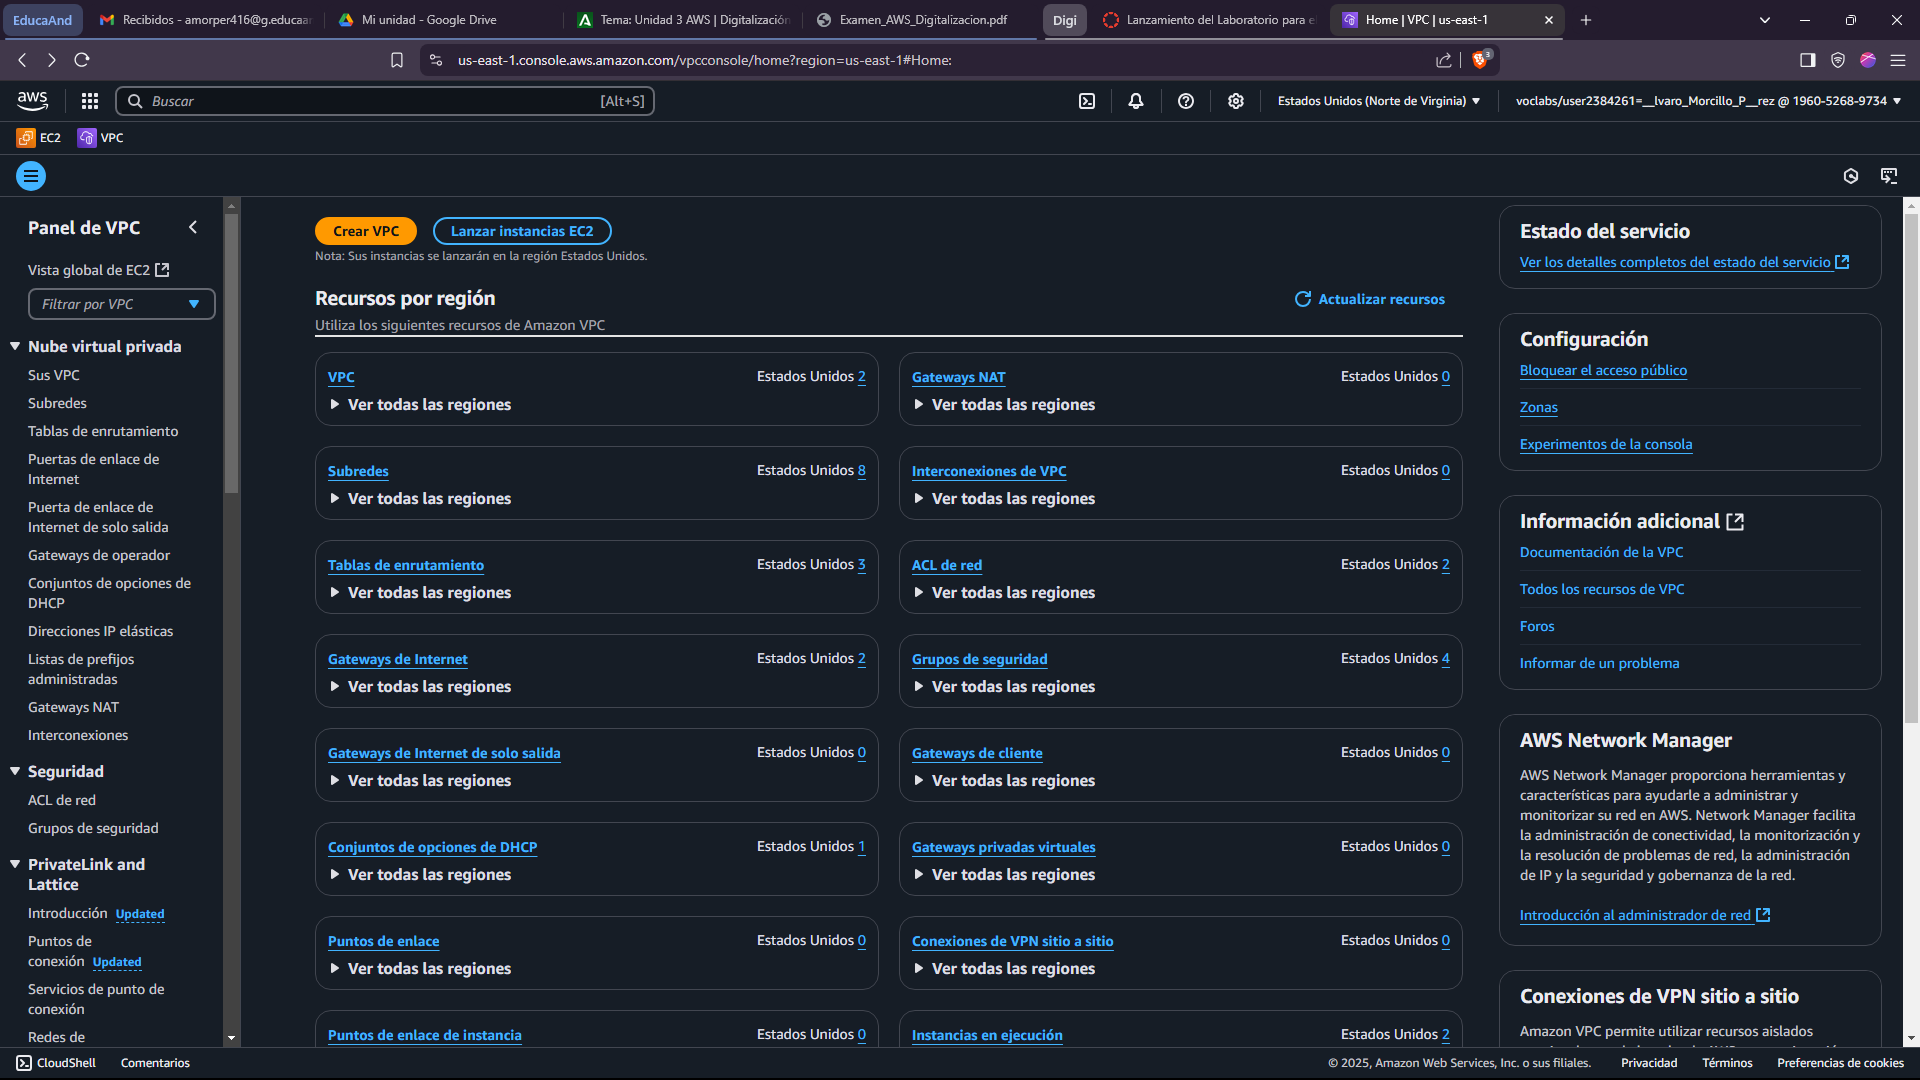 EducaAnd
Recibidos - amorper416@g.educaan
Mi unidad - Google Drive
Tema: Unidad 3 AWS | Digitalización
Examen_AWS_Digitalizacion.pdf
Digi
Lanzamiento del Laboratorio para e
Home | VPC | us-east-1
us-east-1.console.aws.amazon.com/vpcconsole/home?region=us-east-1#Home:
3
aws
Buscar
[Alt+S]
Estados Unidos (Norte de Virginia)
voclabs/user2384261=__lvaro_Morcillo_P__rez @ 1960-5268-9734
EC2
VPC
Panel de VPC
Vista global de EC2
Filtrar por VPC
Nube virtual privada
Sus VPC
Subredes
Tablas de enrutamiento
Puertas de enlace de
Internet
Puerta de enlace de
Internet de solo salida
Gateways de operador
Conjuntos de opciones de
DHCP
Direcciones IP elásticas
Listas de prefijos
administradas
Gateways NAT
Interconexiones
Seguridad
ACL de red
Grupos de seguridad
PrivateLink and
Lattice
Introducción Updated
Puntos de
conexión Updated
Servicios de punto de
conexión
Redes de
Crear VPC
Lanzar instancias EC2
Nota: Sus instancias se lanzarán en la región Estados Unidos.
Recursos por región
Actualizar recursos
Utiliza los siguientes recursos de Amazon VPC
VPC
Estados Unidos 2
Ver todas las regiones
Gateways NAT
Estados Unidos 0
Ver todas las regiones
Subredes
Estados Unidos 8
Ver todas las regiones
Interconexiones de VPC
Estados Unidos 0
Ver todas las regiones
Tablas de enrutamiento
Estados Unidos 3
Ver todas las regiones
ACL de red
Estados Unidos 2
Ver todas las regiones
Gateways de Internet
Estados Unidos 2
Ver todas las regiones
Grupos de seguridad
Estados Unidos 4
Ver todas las regiones
Gateways de Internet de solo salida
Estados Unidos 0
Ver todas las regiones
Gateways de cliente
Estados Unidos 0
Ver todas las regiones
Conjuntos de opciones de DHCP
Estados Unidos 1
Ver todas las regiones
Gateways privadas virtuales
Estados Unidos 0
Ver todas las regiones
Puntos de enlace
Estados Unidos 0
Ver todas las regiones
Conexiones de VPN sitio a sitio
Estados Unidos 0
Ver todas las regiones
Puntos de enlace de instancia
Estados Unidos 0
Instancias en ejecución
Estados Unidos 2
Estado del servicio
Ver los detalles completos del estado del servicio
Configuración
Bloquear el acceso público
Zonas
Experimentos de la consola
Información adicional
Documentación de la VPC
Todos los recursos de VPC
Foros
Informar de un problema
AWS Network Manager
AWS Network Manager proporciona herramientas y
características para ayudarle a administrar y
monitorizar su red en AWS. Network Manager facilita
la administración de conectividad, la monitorización y
la resolución de problemas de red, la administración
de IP y la seguridad y gobernanza de la red.
Introducción al administrador de red
Conexiones de VPN sitio a sitio
Amazon VPC permite utilizar recursos aislados
CloudShell
Comentarios
© 2025, Amazon Web Services, Inc. o sus filiales.
Privacidad
Términos
Preferencias de cookies